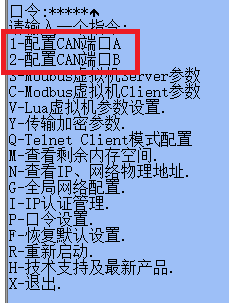 口令:*****↑
请输入一个指令:
1-配置CAN端口A
2-配置CAN端口B
S-Modbus虚拟机Server参数
C-Modbus虚拟机Client参数
V-Lua虚拟机参数设置.
Y-传输加密参数.
Q-Telnet Client模式配置
M-查看剩余内存空间.
N-查看IP、网络物理地址.
G-全局网络配置.
I-IP认证管理.
P-口令设置.
F-恢复默认设置.
R-重新启动.
H-技术支持及最新产品.
X-退出.